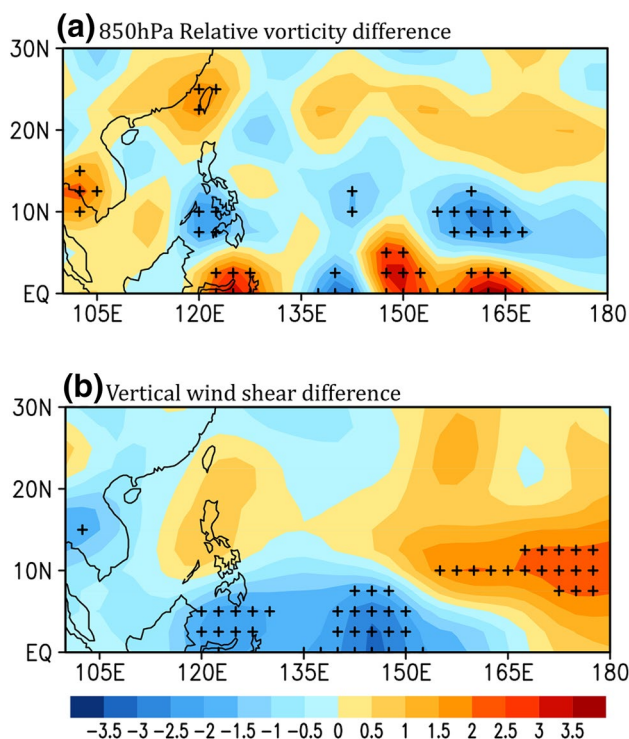 (a) 850hPa Relative vorticity difference
30N
20N
10N
EQ
105E 120E 135E 150E 165E 180
(b) Vertical wind shear difference
30N
20N
10N
EQ
105E 120E 135E 150E 165E 180
−3.5 −3 −2.5 −2 −1.5 −1 −0.5 0 0.5 1 1.5 2 2.5 3 3.5